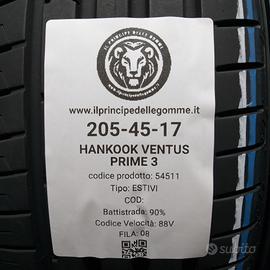 IL PRINCIPE DELLE GOMME
www.ilprincipedellegomme.it
205-45-17
HANKOOK VENTUS
PRIME 3
codice prodotto: 54511
Tipo: ESTIVI
COD:
Battistrada: 90%
Codice Velocità: 88V
FILA: 08
subito